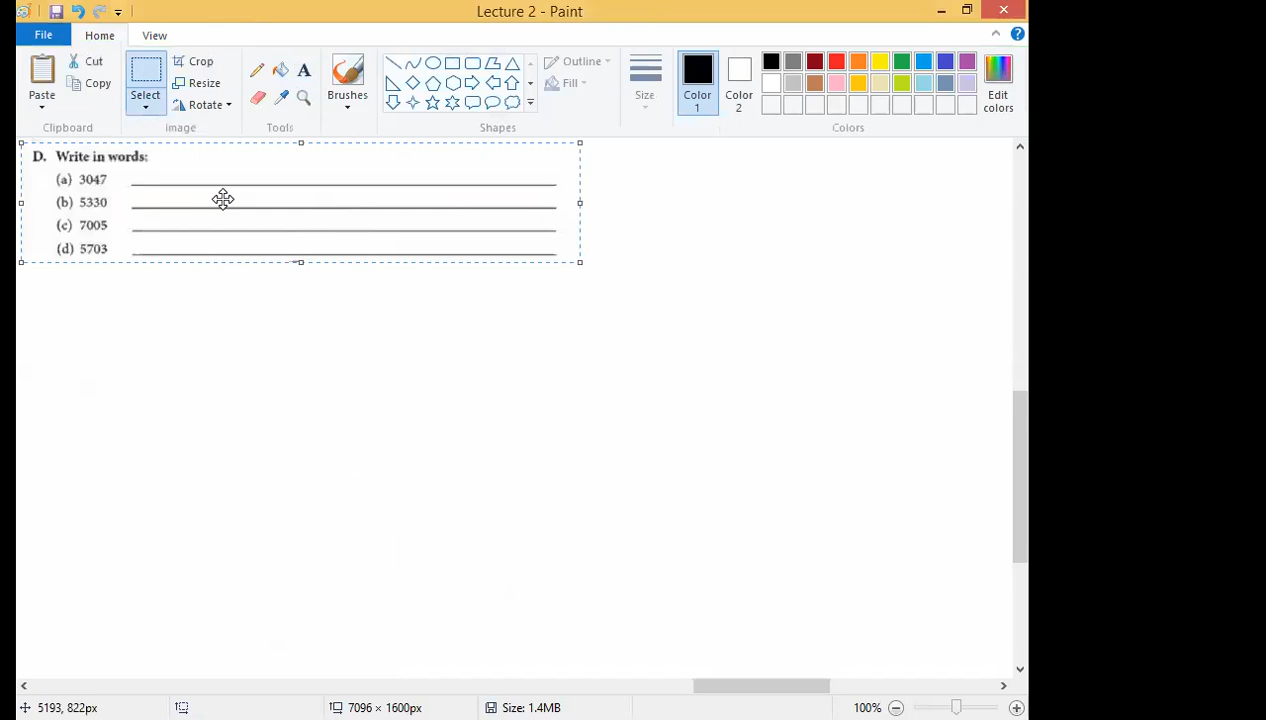 Lecture 2 - Paint
File Home View
Paste Cut Copy Clipboard
Select Crop Resize Rotate Image
Tools
Brushes
Shapes Outline Fill
Size
Color 1 Color 2 Edit colors Colors
D. Write in words:
(a) 3047
(b) 5330
(c) 7005
(d) 5703
5193, 822px 7096 × 1600px Size: 1.4MB 100%